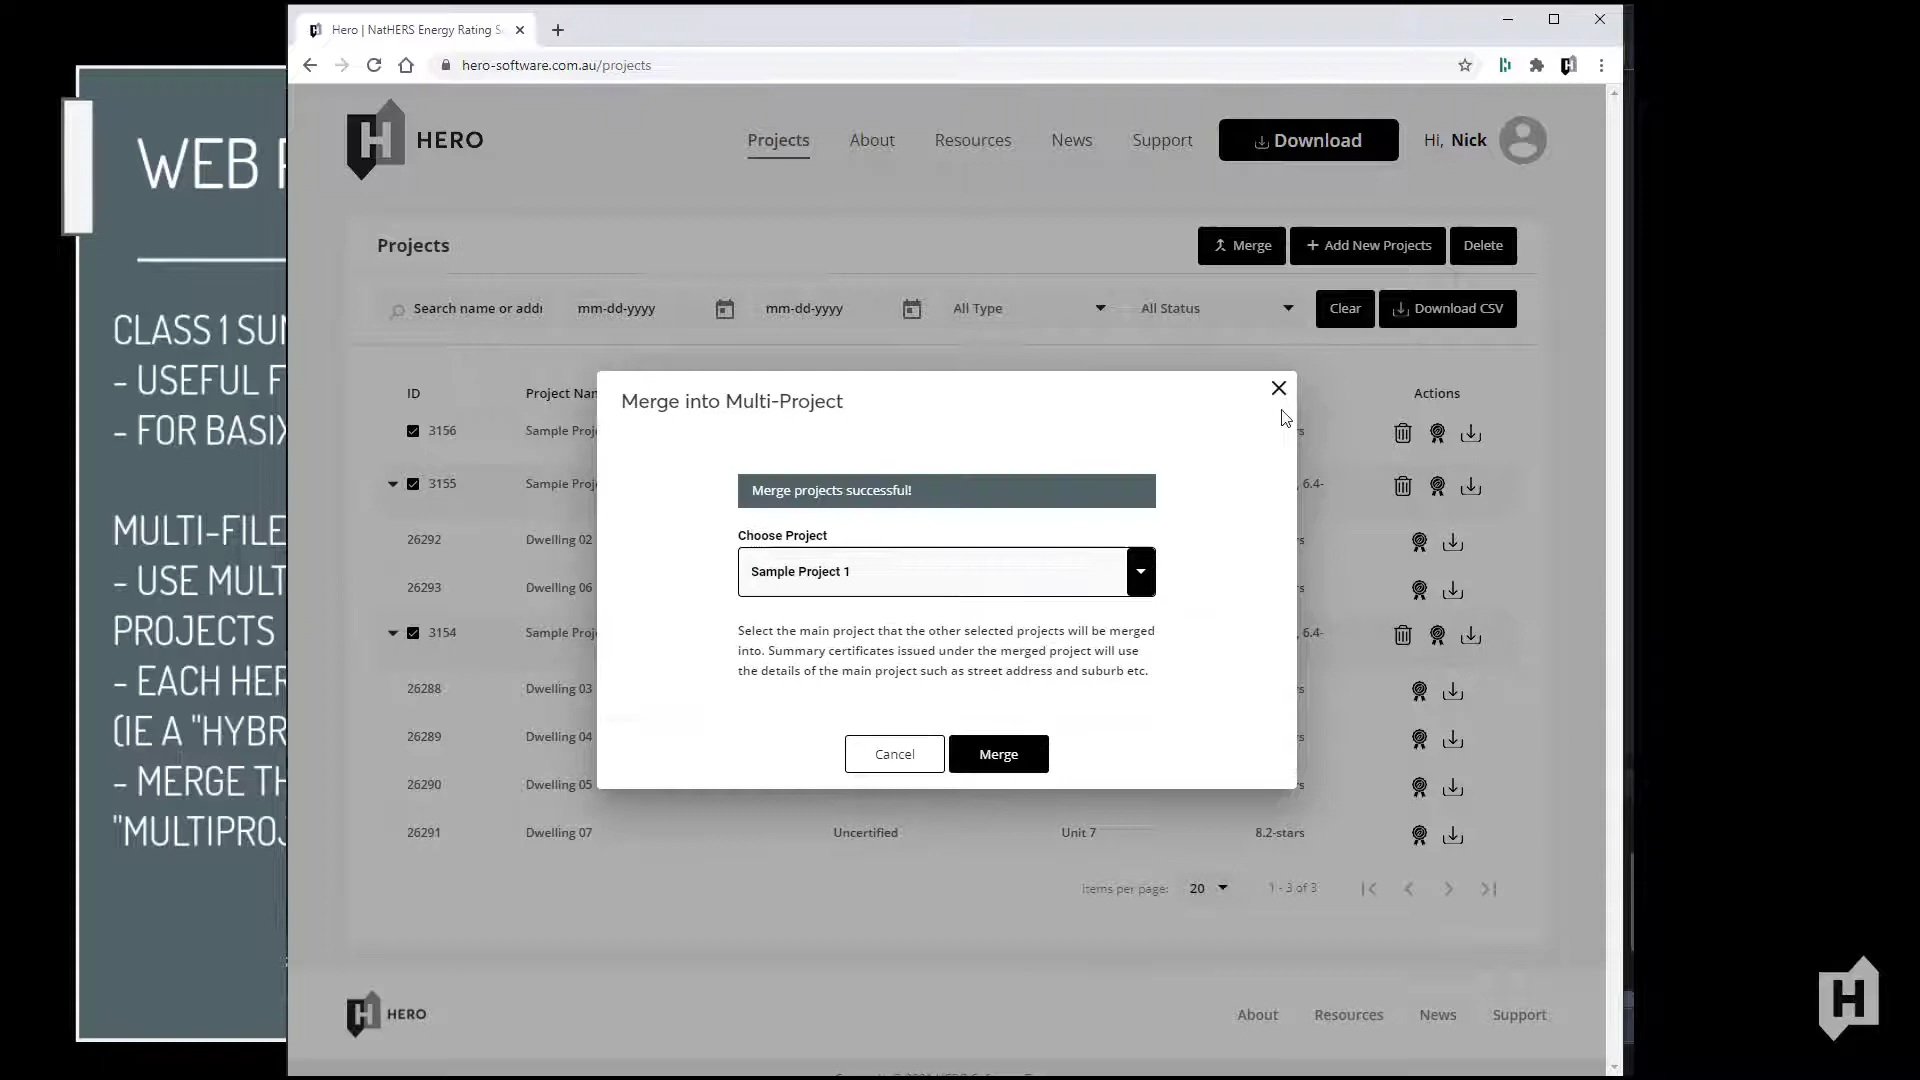 Hero | NatHERS Energy Rating S
hero-software.com.au/projects
WEB
CLASS 1 SUM
- USEFUL F
- FOR BASIX
MULTI-FILE
- USE MULT
PROJECTS
- EACH HER
(IE A "HYBR
- MERGE TH
"MULTIPROJ
HERO
Projects About Resources News Support Download Hi, Nick
Projects Merge + Add New Projects Delete
Search name or addr mm-dd-yyyy mm-dd-yyyy All Type All Status Clear Download CSV
ID Project Nam Actions
3156 Sample Proje
3155 Sample Proje , 6.4-
26292 Dwelling 02
26293 Dwelling 06
3154 Sample Proje , 6.4-
26288 Dwelling 03
26289 Dwelling 04
26290 Dwelling 05
26291 Dwelling 07 Uncertified Unit 7 8.2-stars
Items per page: 20 1 - 3 of 3
Merge into Multi-Project
Merge projects successful!
Choose Project
Sample Project 1
Select the main project that the other selected projects will be merged
into. Summary certificates issued under the merged project will use
the details of the main project such as street address and suburb etc.
Cancel Merge
HERO About Resources News Support
H